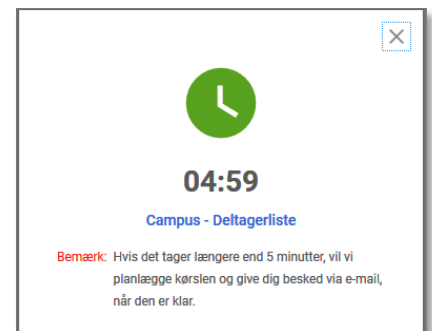 04:59
Campus - Deltagerliste
Bemærk: Hvis det tager længere end 5 minutter, vil vi
planlægge kørslen og give dig besked via e-mail,
når den er klar.